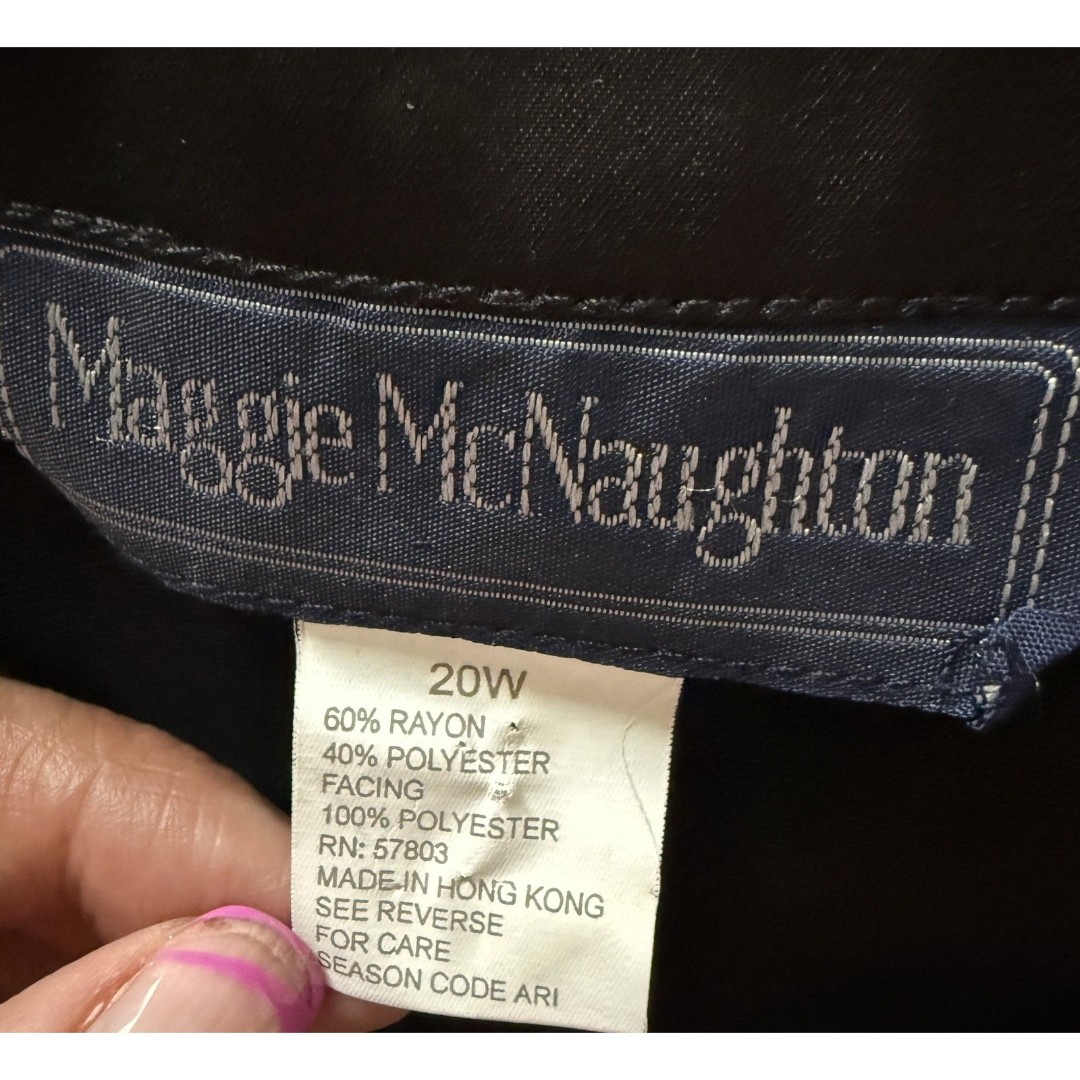 Maggie McNaughton
20W
60% RAYON
40% POLYESTER
FACING
100% POLYESTER
RN: 57803
MADE IN HONG KONG
SEE REVERSE
FOR CARE
SEASON CODE ARI